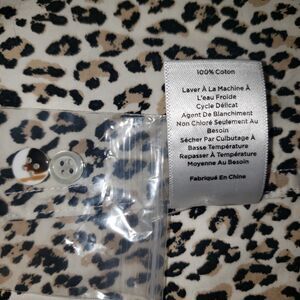 100% Coton
Laver À La Machine À
L'eau Froide
Cycle Délicat
Agent De Blanchiment
Non Chloré Seulement Au
Besoin
Sécher Par Culbutage À
Basse Température
Repasser À Température
Moyenne Au Besoin
Fabriqué En Chine